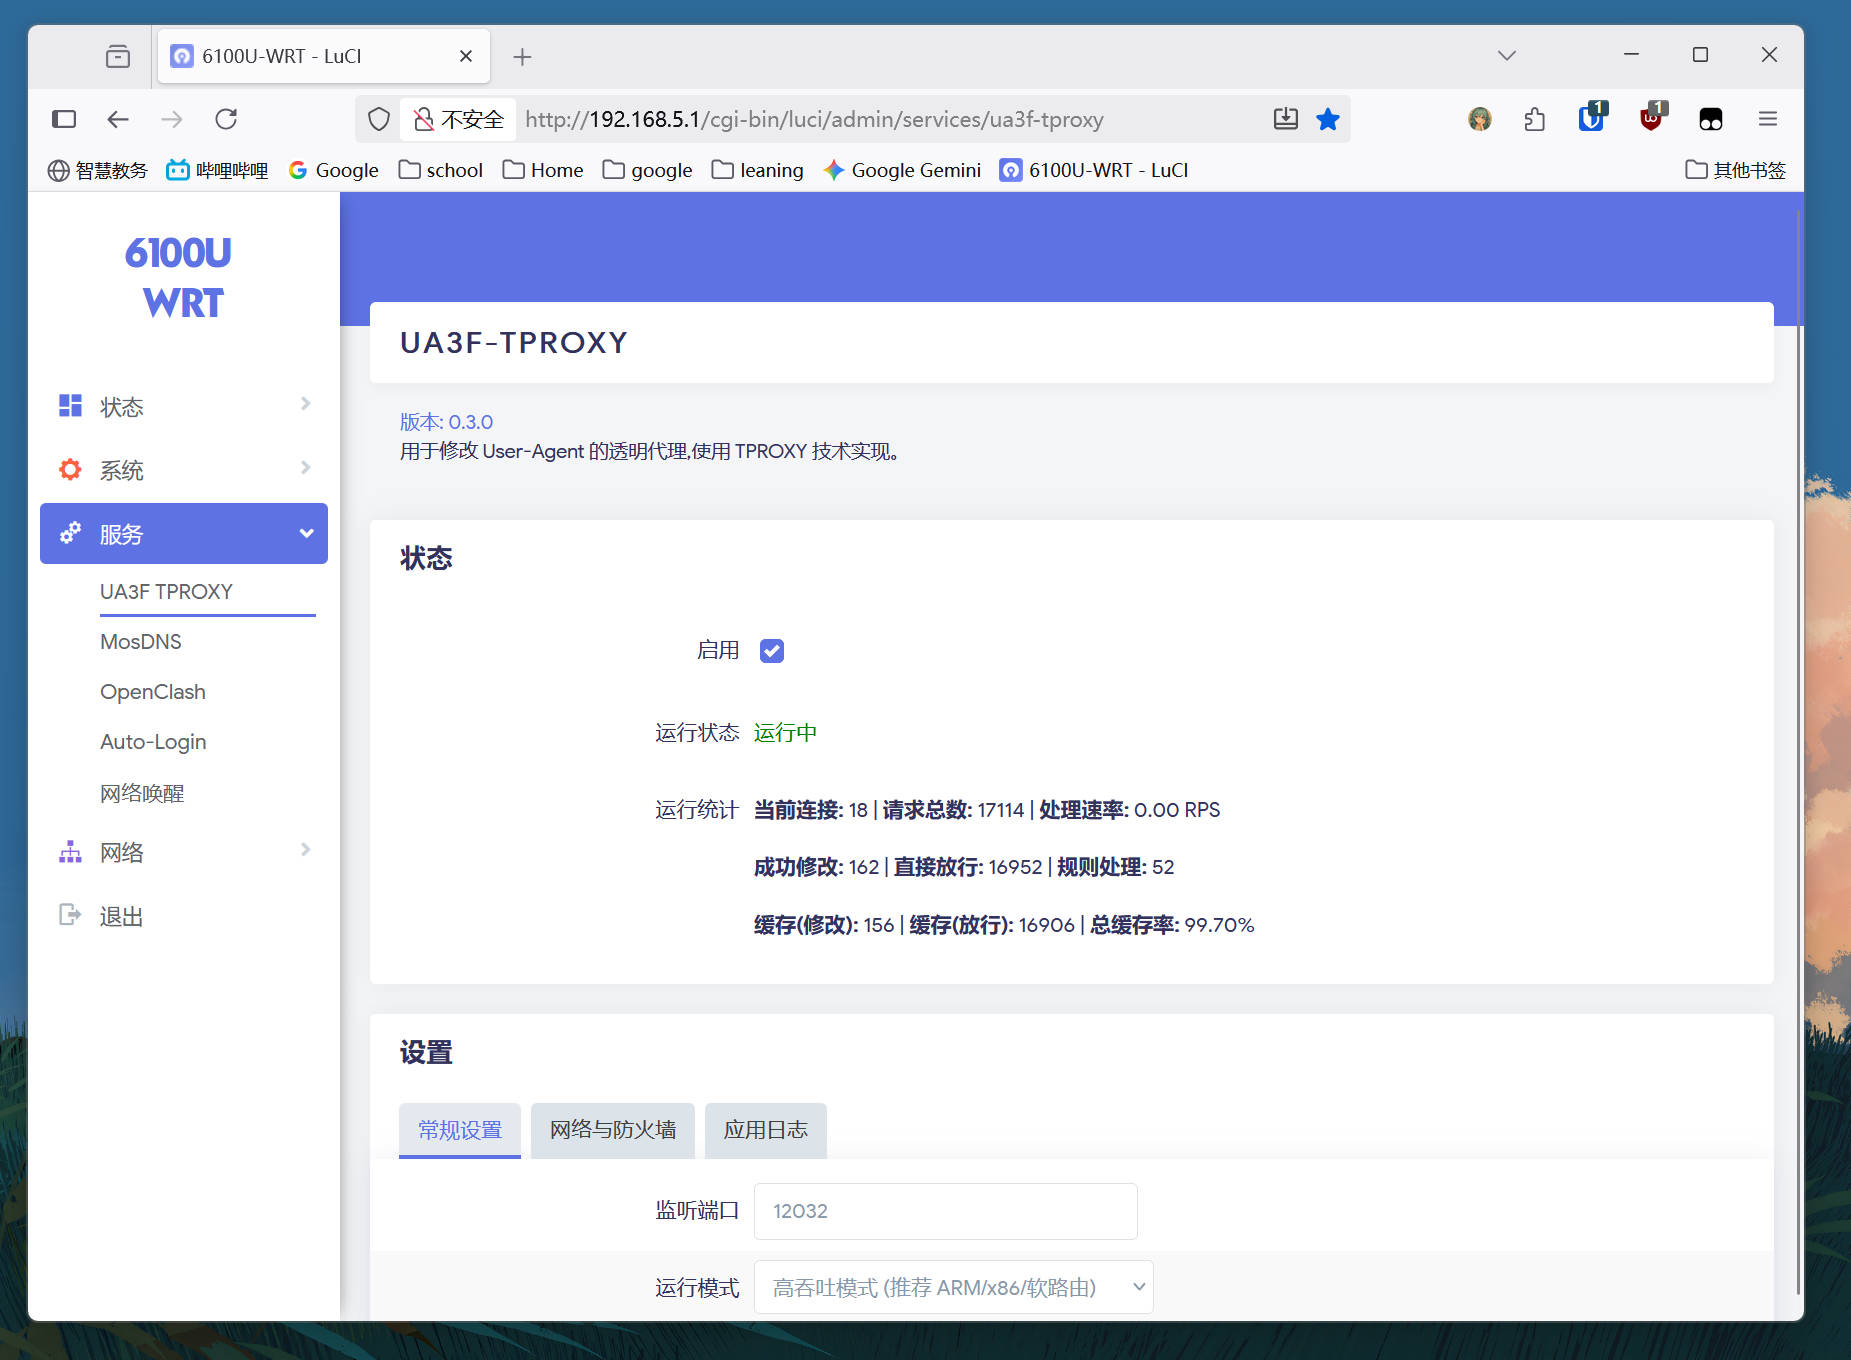 6100U-WRT - LuCI
不安全
http://192.168.5.1/cgi-bin/luci/admin/services/ua3f-tproxy
1
1
智慧教务
哔哩哔哩
Google
school
Home
google
leaning
Google Gemini
6100U-WRT - LuCI
其他书签
6100U
WRT
状态
系统
服务
UA3F TPROXY
MosDNS
OpenClash
Auto-Login
网络唤醒
网络
退出
UA3F-TPROXY
版本: 0.3.0
用于修改 User-Agent 的透明代理,使用 TPROXY 技术实现。
状态
启用
运行状态 运行中
运行统计 当前连接: 18 | 请求总数: 17114 | 处理速率: 0.00 RPS
成功修改: 162 | 直接放行: 16952 | 规则处理: 52
缓存(修改): 156 | 缓存(放行): 16906 | 总缓存率: 99.70%
设置
常规设置
网络与防火墙
应用日志
监听端口 12032
运行模式 高吞吐模式 (推荐 ARM/x86/软路由)